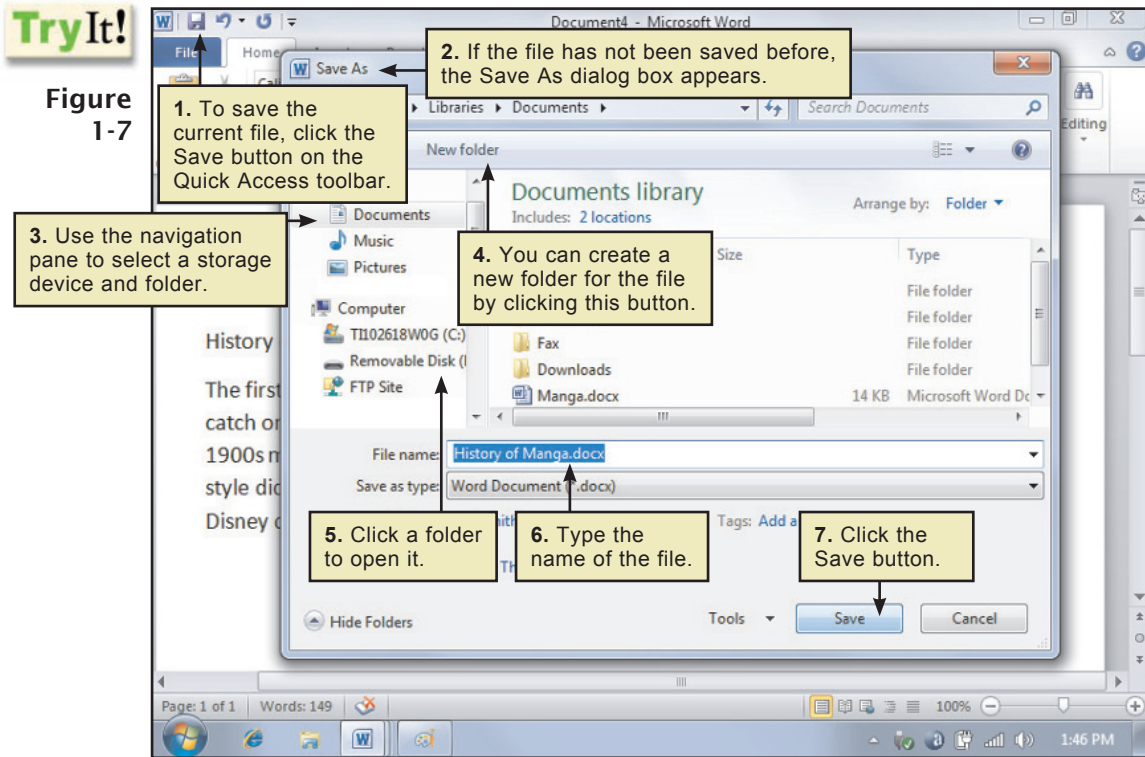 TryIt!
Figure
1-7
Document4 - Microsoft Word
File
Home
2. If the file has not been saved before,
the Save As dialog box appears.
Save As
1. To save the
current file, click the
Save button on the
Quick Access toolbar.
Libraries
Documents
Search Documents
Editing
New folder
Documents library
Includes: 2 locations
Arrange by: Folder
3. Use the navigation
pane to select a storage
device and folder.
Documents
Music
Pictures
Computer
TI102618W0G (C:)
Removable Disk (
FTP Site
4. You can create a
new folder for the file
by clicking this button.
Size
Type
File folder
File folder
Fax
File folder
Downloads
File folder
Manga.docx
14 KB
Microsoft Word
History
The first
catch
1900s
style
Disney
File name:
History of Manga.docx
Save as type:
Word Document (*.docx)
Tags: Add a
5. Click a folder
to open it.
6. Type the
name of the file.
7. Click the
Save button.
Hide Folders
Tools
Save
Cancel
Page: 1 of 1
Words: 149
100%
1:46 PM